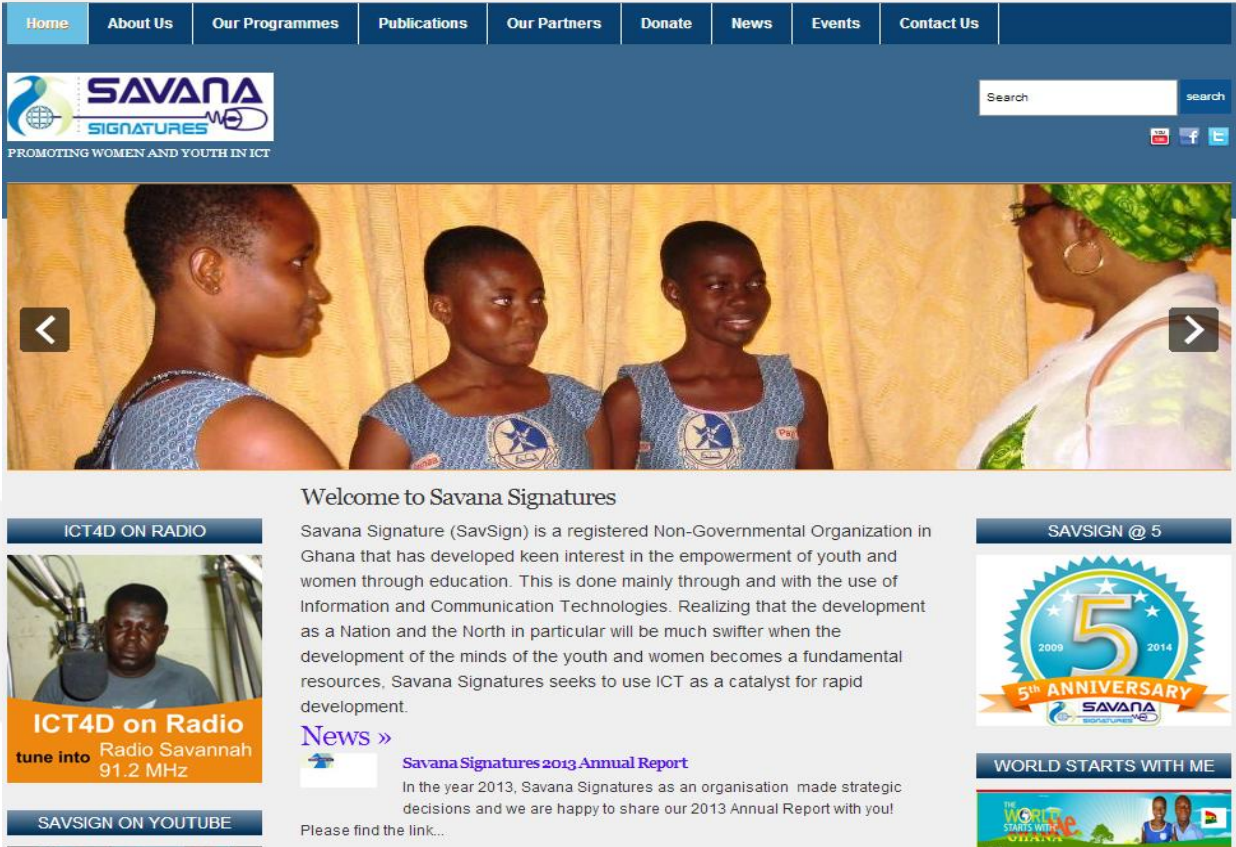 Home About Us Our Programmes Publications Our Partners Donate News Events Contact Us
SAVANA
SIGNATURES
PROMOTING WOMEN AND YOUTH IN ICT
Search search
You
f t
Welcome to Savana Signatures
Savana Signature (SavSign) is a registered Non-Governmental Organization in
Ghana that has developed keen interest in the empowerment of youth and
women through education. This is done mainly through and with the use of
Information and Communication Technologies. Realizing that the development
as a Nation and the North in particular will be much swifter when the
development of the minds of the youth and women becomes a fundamental
resources, Savana Signatures seeks to use ICT as a catalyst for rapid
development.
News »
Savana Signatures 2013 Annual Report
In the year 2013, Savana Signatures as an organisation made strategic
decisions and we are happy to share our 2013 Annual Report with you!
Please find the link...
ICT4D ON RADIO
ICT4D on Radio
tune into Radio Savannah
91.2 MHz
SAVSIGN ON YOUTUBE
SAVSIGN @ 5
5
2009 2014
5th ANNIVERSARY
SAVANA
SIGNATURES
WORLD STARTS WITH ME
THE
WORLD
STARTS WITH me
GHANA